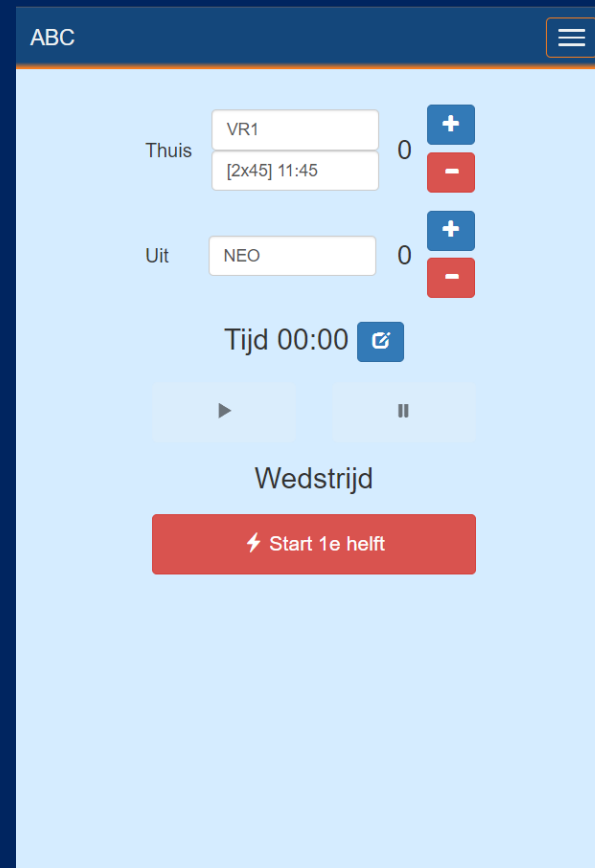 ABC
VR1
Thuis
0
[2x45] 11:45
Uit
NEO
0
Tijd 00:00
Wedstrijd
Start 1e helft